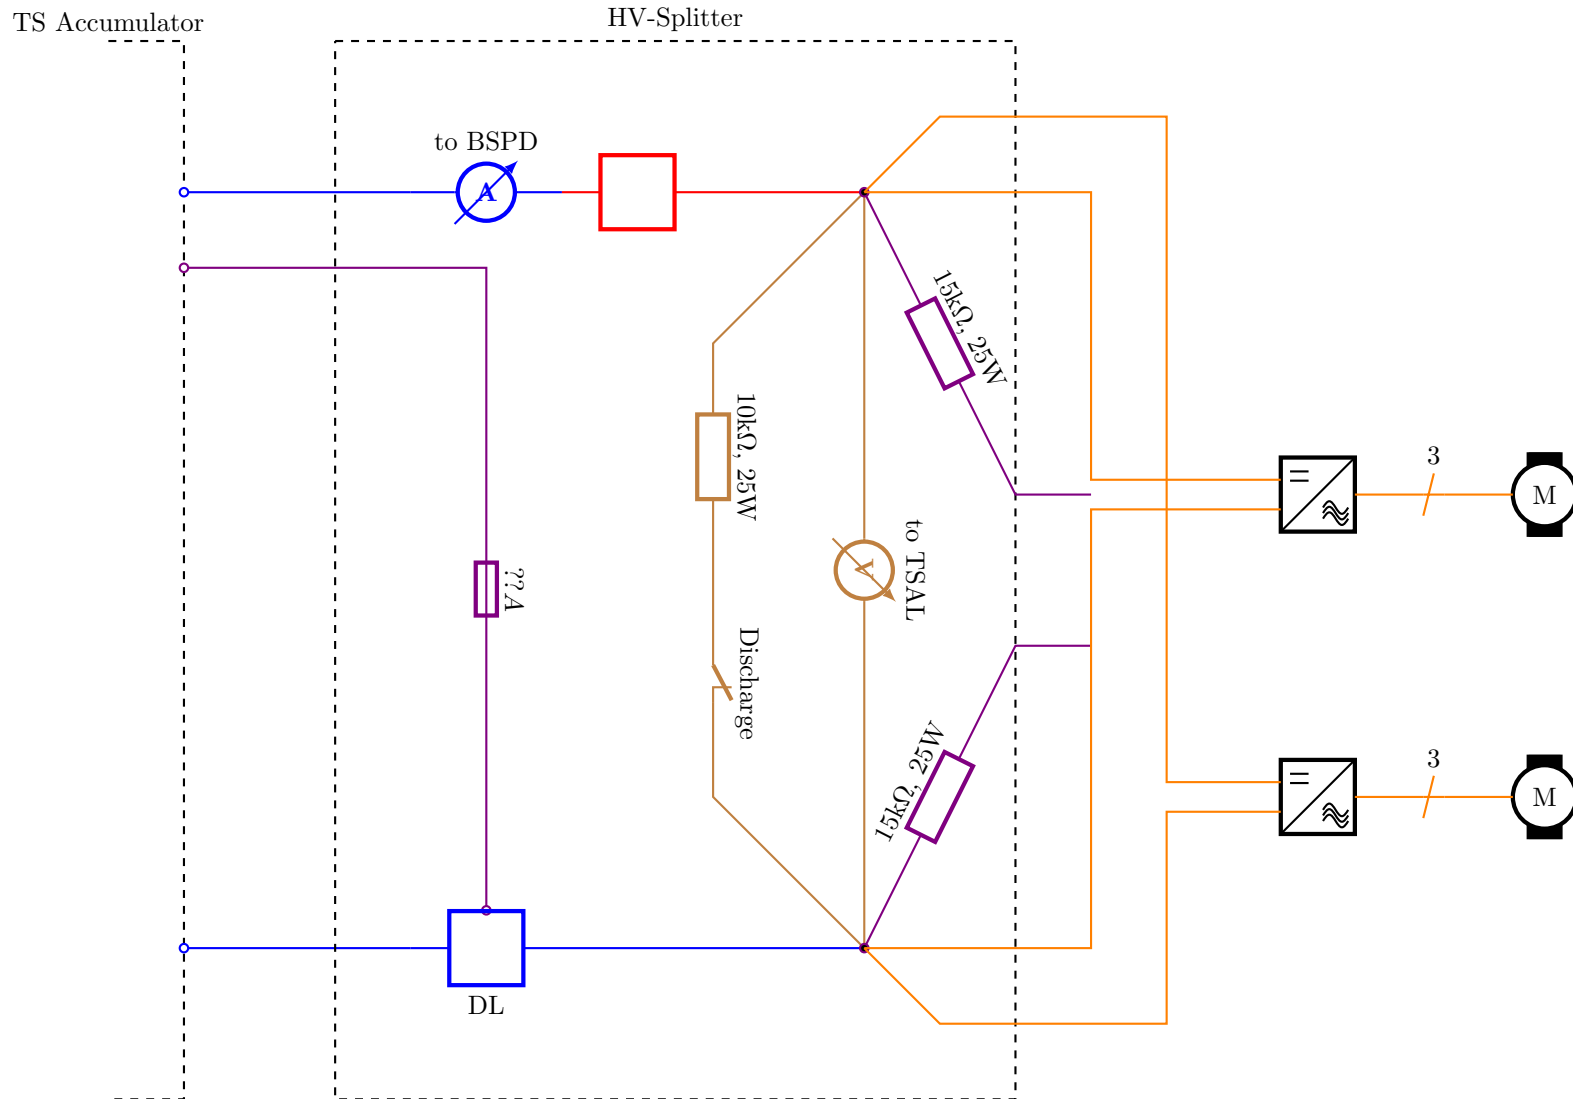 TS Accumulator
HV-Splitter
to BSPD
A
15kΩ, 25W
10kΩ, 25W
3
M
to TSAL
V
??A
Discharge
15kΩ, 25W
3
M
DL